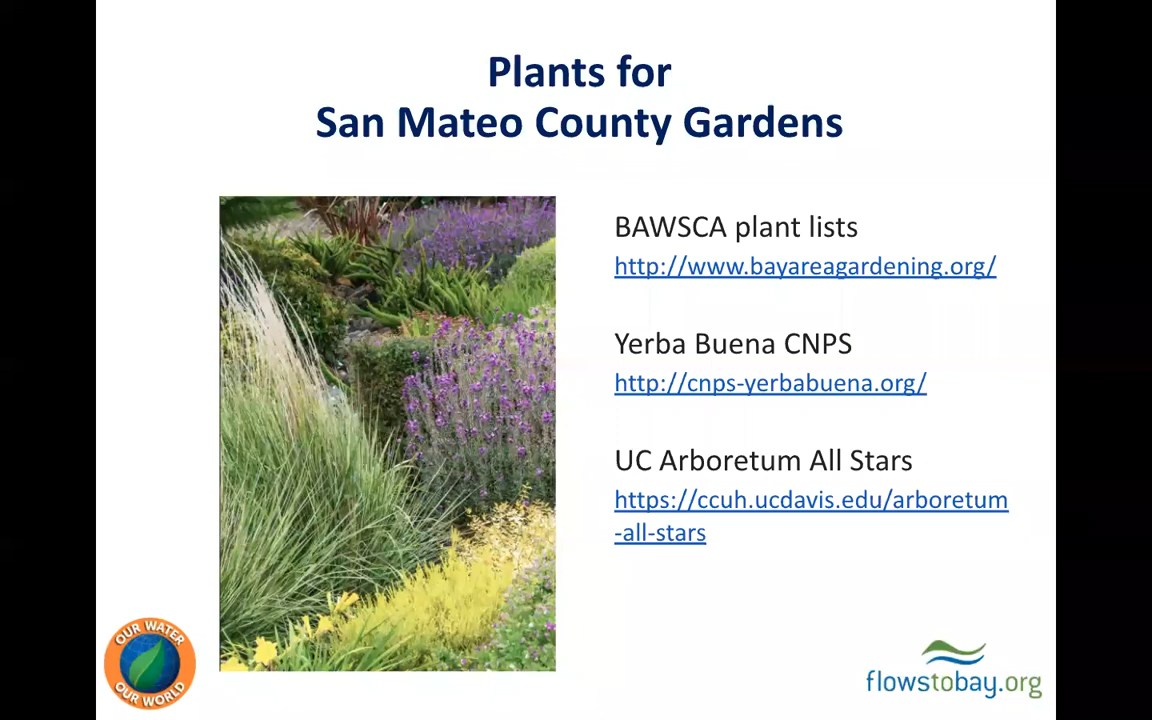 Plants for
San Mateo County Gardens
BAWSCA plant lists
http://www.bayareagardening.org/
Yerba Buena CNPS
http://cnps-yerbabuena.org/
UC Arboretum All Stars
https://ccuh.ucdavis.edu/arboretum
-all-stars
OUR WATER
OUR WORLD
flowstobay.org